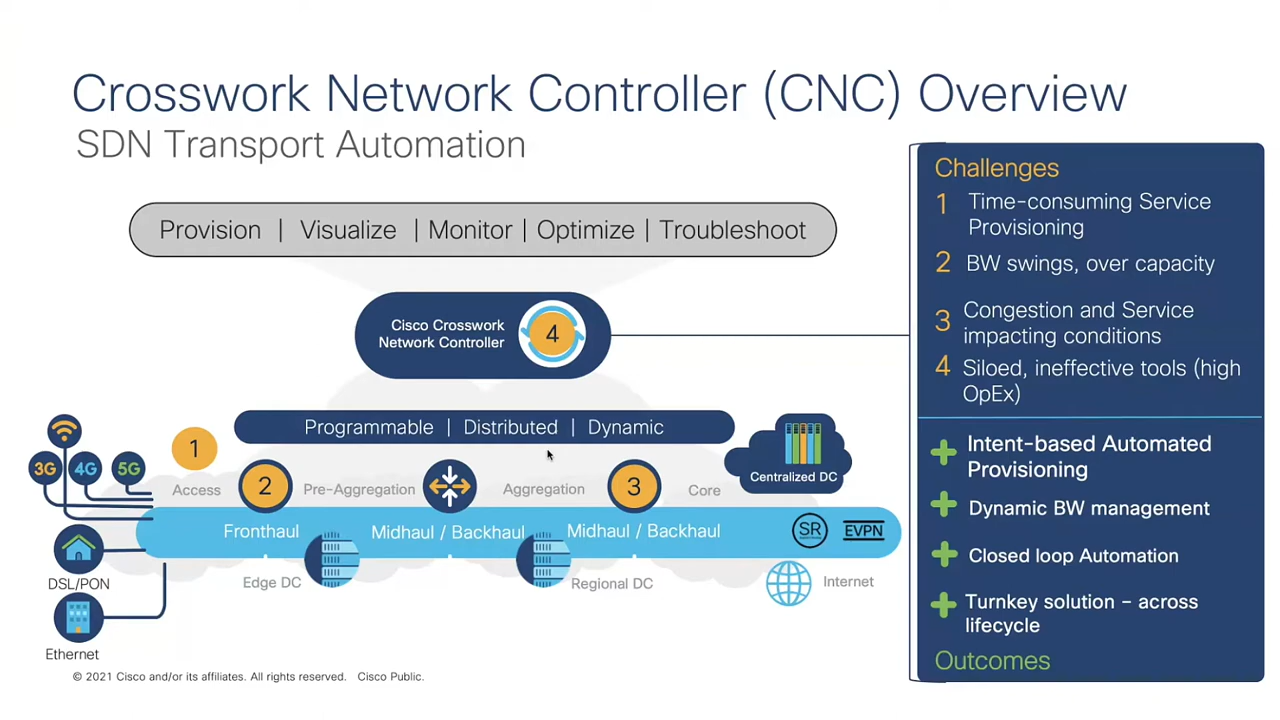 Crosswork Network Controller (CNC) Overview
SDN Transport Automation
Provision | Visualize | Monitor | Optimize | Troubleshoot
Cisco Crosswork
Network Controller
4
Programmable | Distributed | Dynamic
3G
4G
5G
1
Access
2
Pre-Aggregation
Aggregation
3
Core
Centralized DC
Fronthaul
Midhaul / Backhaul
Midhaul / Backhaul
SR
EVPN
Edge DC
Regional DC
Internet
DSL/PON
Ethernet
© 2021 Cisco and/or its affiliates. All rights reserved. Cisco Public.
Challenges
1 Time-consuming Service
Provisioning
2 BW swings, over capacity
3 Congestion and Service
impacting conditions
4 Siloed, ineffective tools (high
OpEx)
Intent-based Automated
Provisioning
Dynamic BW management
Closed loop Automation
Turnkey solution – across
lifecycle
Outcomes